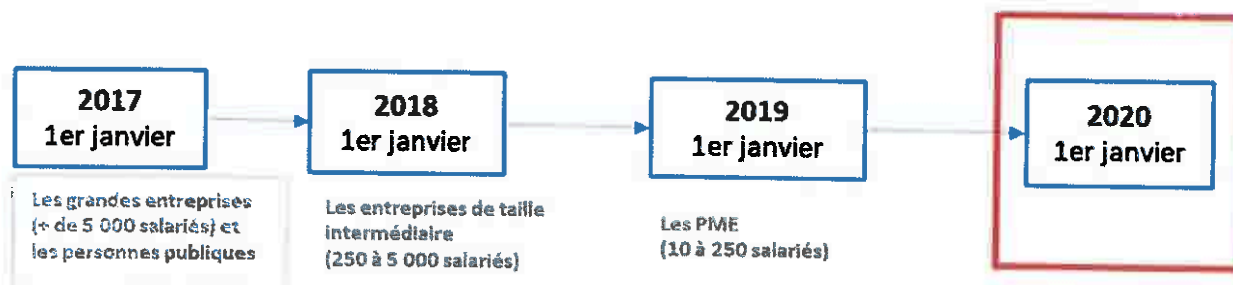 2017
1er janvier
Les grandes entreprises
(+ de 5 000 salariés) et
les personnes publiques
2018
1er janvier
Les entreprises de taille
intermédiaire
(250 à 5 000 salariés)
2019
1er janvier
Les PME
(10 à 250 salariés)
2020
1er janvier